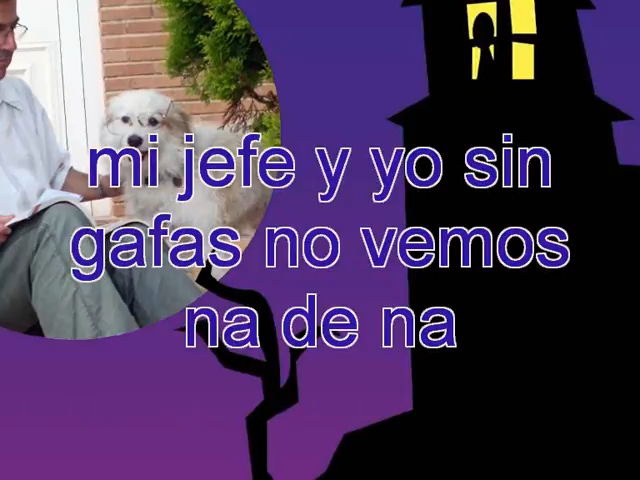 mi jefe y yo sin
gafas no vemos
na de na